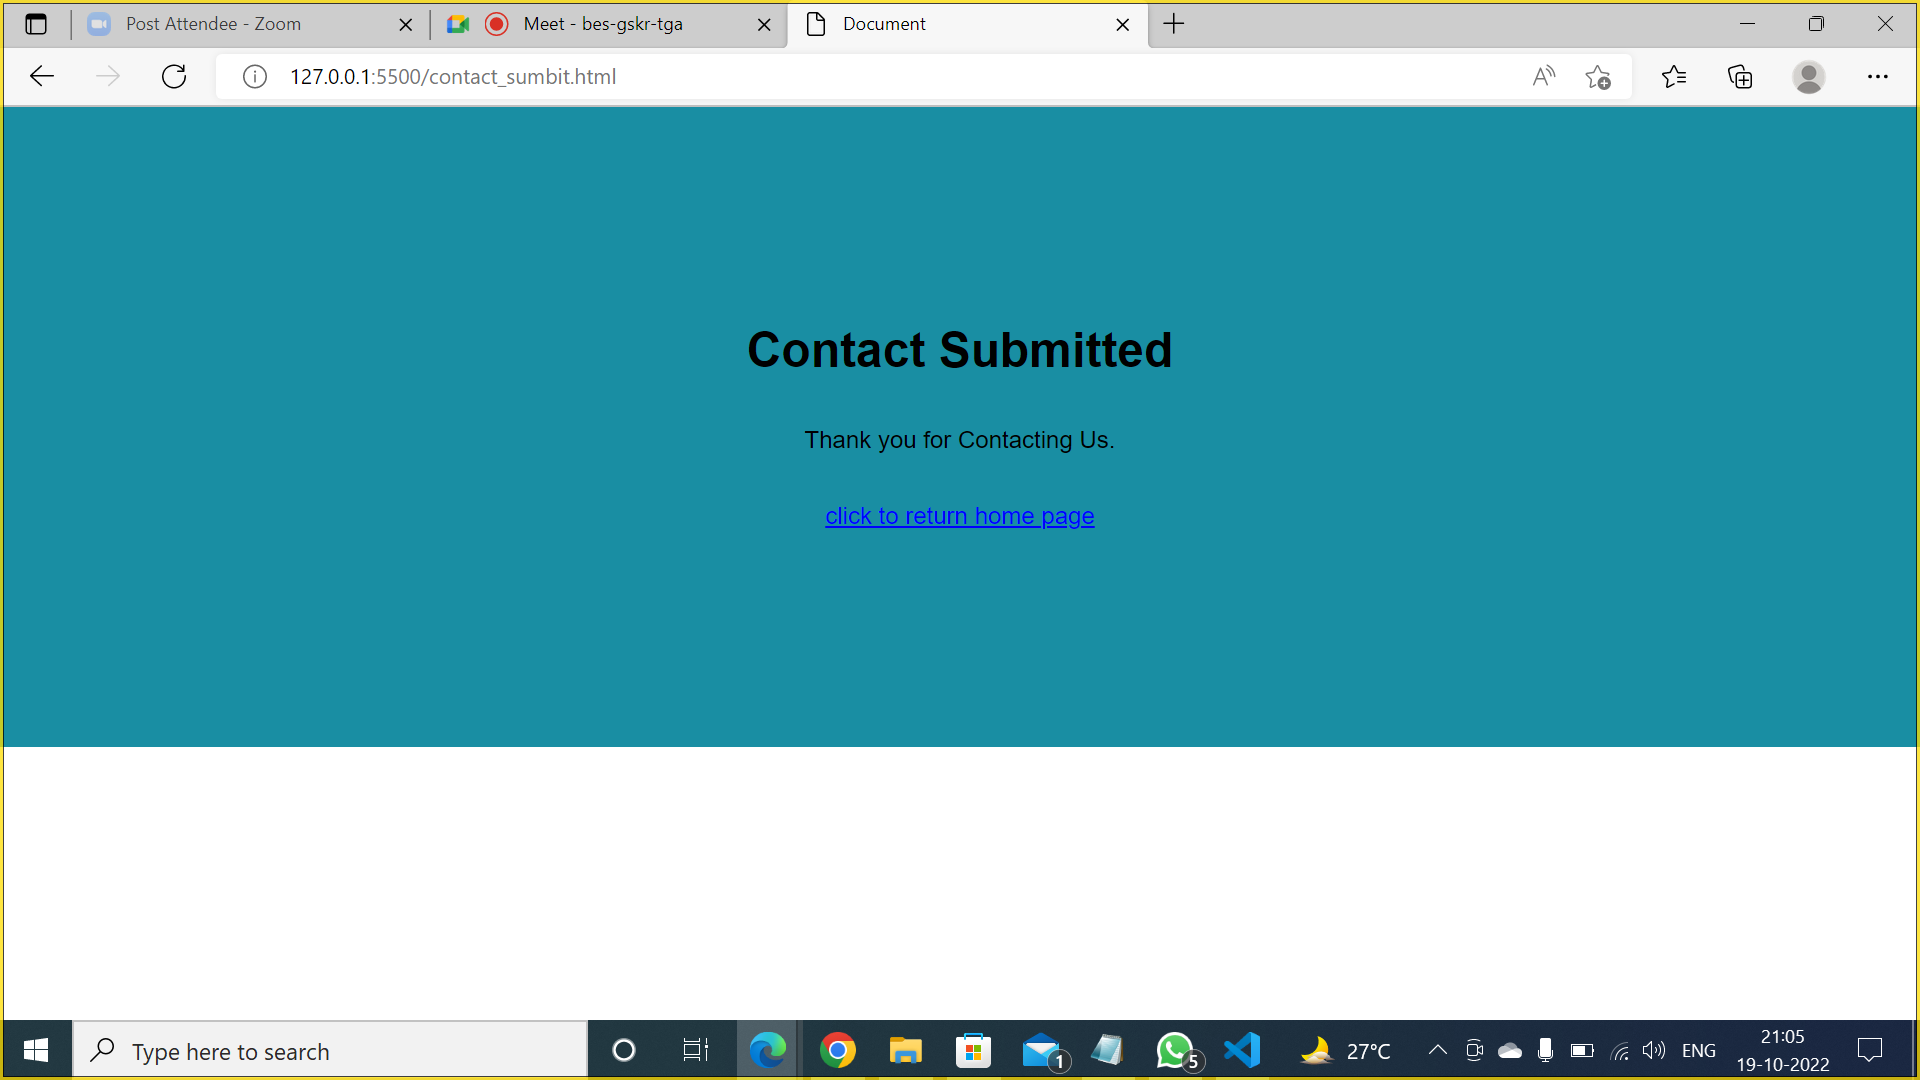 Post Attendee - Zoom
Meet - bes-gskr-tga
Document
127.0.0.1:5500/contact_sumbit.html
Contact Submitted
Thank you for Contacting Us.
click to return home page
Type here to search
1
5
27°C
ENG
21:05
19-10-2022